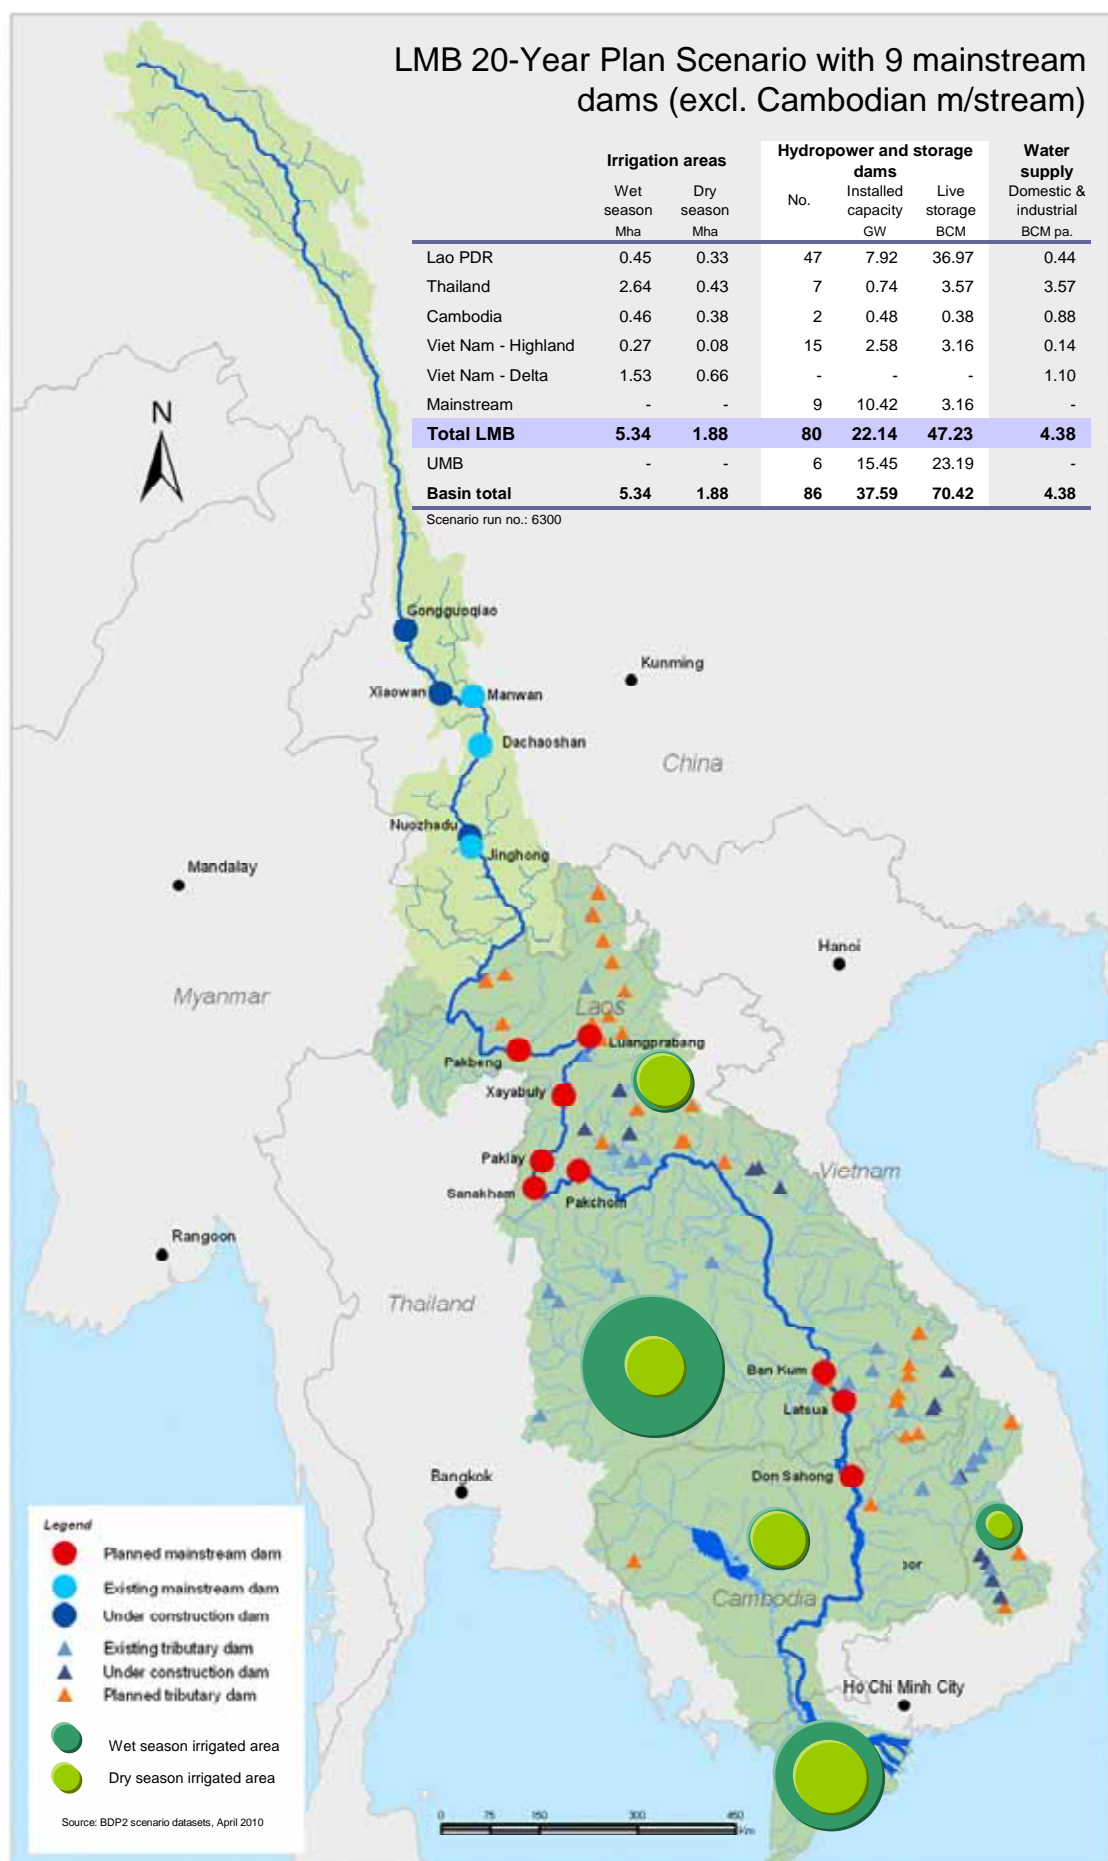 LMB 20-Year Plan Scenario with 9 mainstream
dams (excl. Cambodian m/stream)
Irrigation areas Hydropower and storage dams Water supply
Wet season Dry season No. Installed capacity Live storage Domestic & industrial
Mha Mha GW BCM BCM pa.
Lao PDR 0.45 0.33 47 7.92 36.97 0.44
Thailand 2.64 0.43 7 0.74 3.57 3.57
Cambodia 0.46 0.38 2 0.48 0.38 0.88
Viet Nam - Highland 0.27 0.08 15 2.58 3.16 0.14
Viet Nam - Delta 1.53 0.66 - - - 1.10
Mainstream - - 9 10.42 3.16 -
Total LMB 5.34 1.88 80 22.14 47.23 4.38
UMB - - 6 15.45 23.19 -
Basin total 5.34 1.88 86 37.59 70.42 4.38
Scenario run no.: 6300
N
Gongguoqiao
Kunming
Xiaowan
Manwan
Dachaoshan
China
Nuozhadu
Jinghong
Mandalay
Hanoi
Myanmar
Laos
Luangprabang
Pakbeng
Xayabuly
Paklay
Vietnam
Sanakham
Pakchom
Rangoon
Thailand
Ban Kum
Latsua
Bangkok
Don Sahong
bor
Cambodia
Ho Chi Minh City
Legend
Planned mainstream dam
Existing mainstream dam
Under construction dam
Existing tributary dam
Under construction dam
Planned tributary dam
Wet season irrigated area
Dry season irrigated area
Source: BDP2 scenario datasets, April 2010
0 75 150 300 450
Km